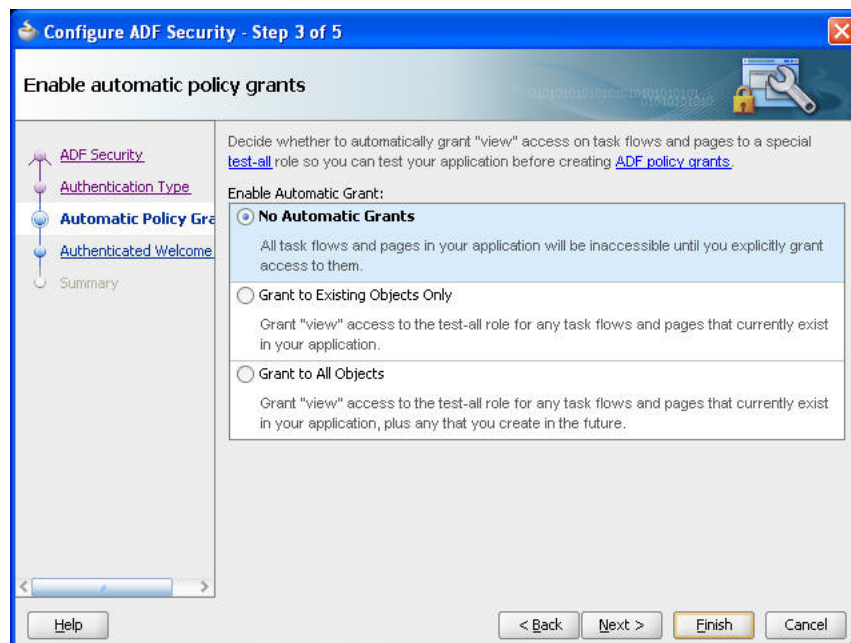 Configure ADF Security - Step 3 of 5
Enable automatic policy grants
ADF Security
Authentication Type
Automatic Policy Gra
Authenticated Welcome
Summary
Decide whether to automatically grant "view" access on task flows and pages to a special
test-all role so you can test your application before creating ADF policy grants.
Enable Automatic Grant:
No Automatic Grants
All task flows and pages in your application will be inaccessible until you explicitly grant
access to them.
Grant to Existing Objects Only
Grant "view" access to the test-all role for any task flows and pages that currently exist
in your application.
Grant to All Objects
Grant "view" access to the test-all role for any task flows and pages that currently exist
in your application, plus any that you create in the future.
Help
< Back
Next >
Finish
Cancel